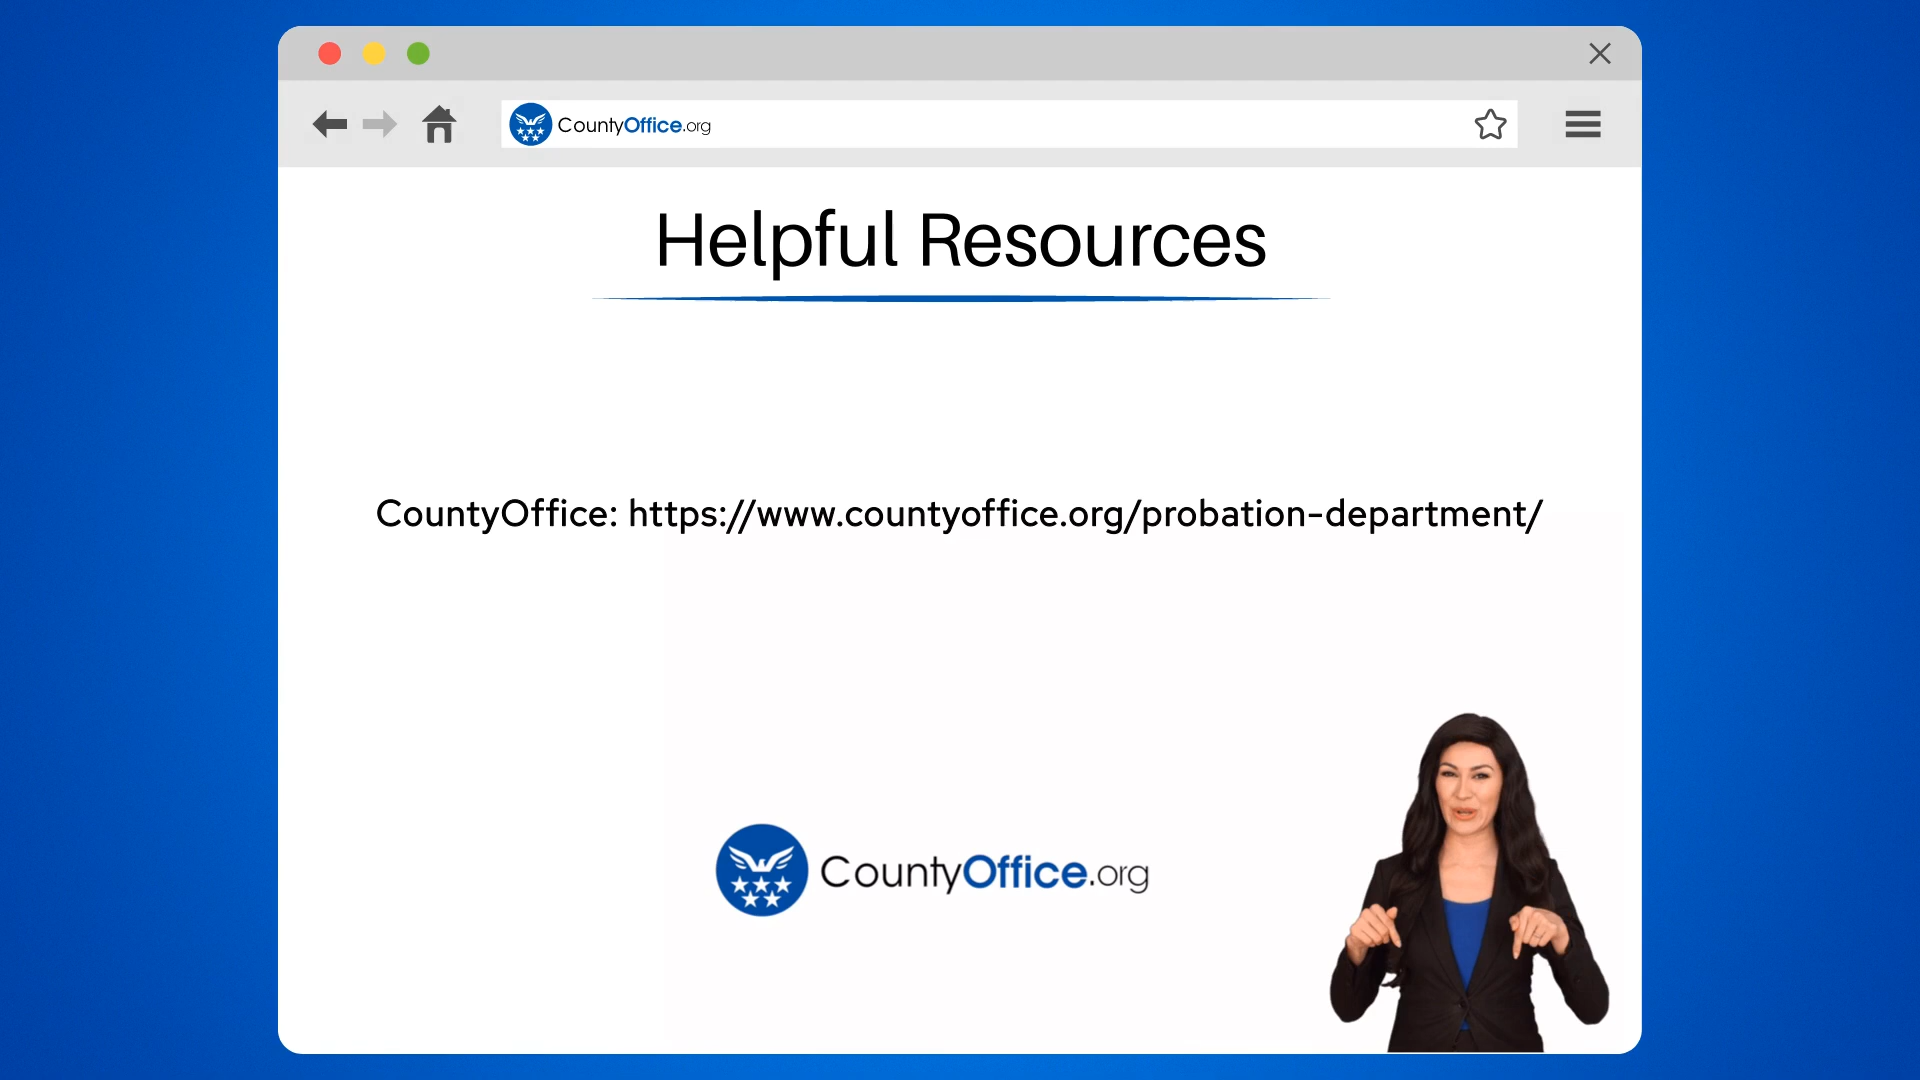 CountyOffice.org
Helpful Resources
CountyOffice: https://www.countyoffice.org/probation-department/
CountyOffice.org